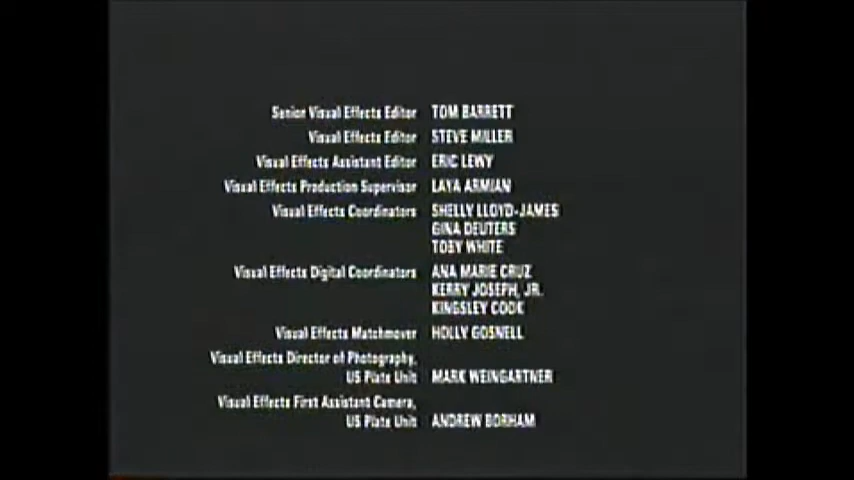 Senior Visual Effects Editor TOM BARRETT
Visual Effects Editor STEVE MILLER
Visual Effects Assistant Editor ERIC LEWY
Visual Effects Production Supervisor LAYA ARMIAN
Visual Effects Coordinators SHELLY LLOYD-JAMES
GINA DEUTERS
TOBY WHITE
Visual Effects Digital Coordinators ANA MARIE CRUZ
KERRY JOSEPH, JR.
KINGSLEY COOK
Visual Effects Matchmover HOLLY GOSNELL
Visual Effects Director of Photography,
US Plate Unit MARK WEINGARTNER
Visual Effects First Assistant Camera,
US Plate Unit ANDREW BORHAM